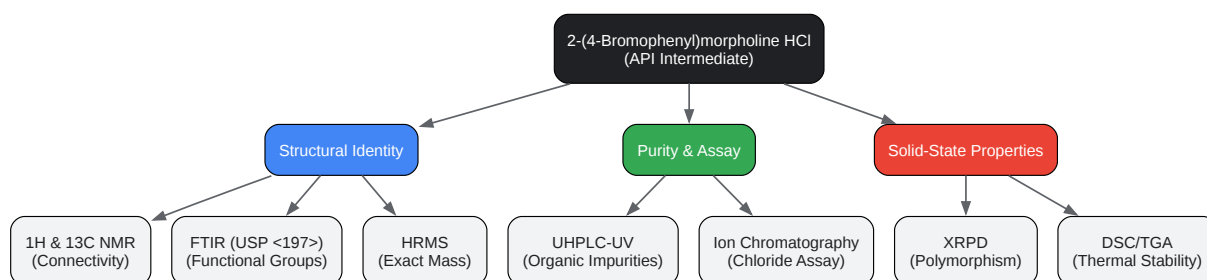 2-(4-Bromophenyl)morpholine HCl
(API Intermediate)
Structural Identity
Purity & Assay
Solid-State Properties
1H & 13C NMR
(Connectivity)
FTIR (USP <197>)
(Functional Groups)
HRMS
(Exact Mass)
UHPLC-UV
(Organic Impurities)
Ion Chromatography
(Chloride Assay)
XRPD
(Polymorphism)
DSC/TGA
(Thermal Stability)